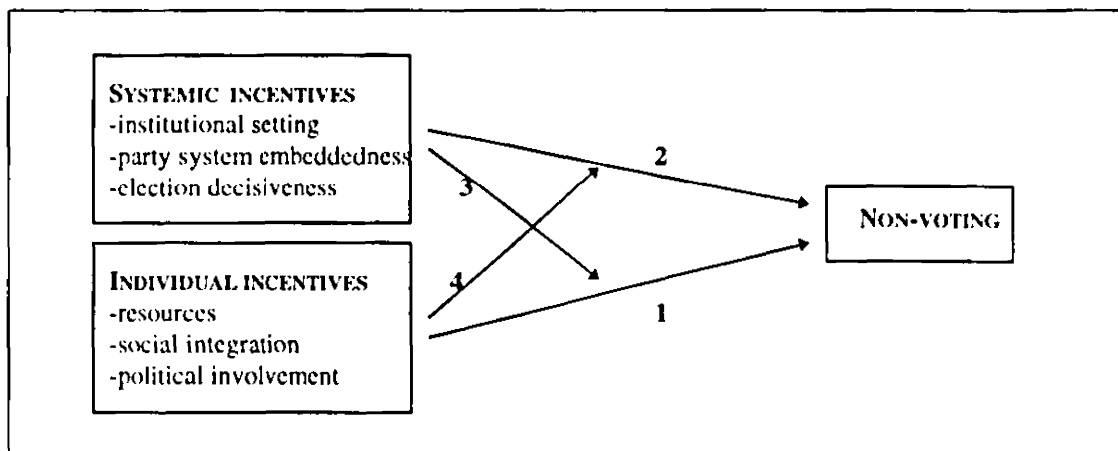 SYSTEMIC INCENTIVES
-institutional setting
-party system embeddedness
-election decisiveness
2
3
NON-VOTING
INDIVIDUAL INCENTIVES
4
-resources
1
-social integration
-political involvement